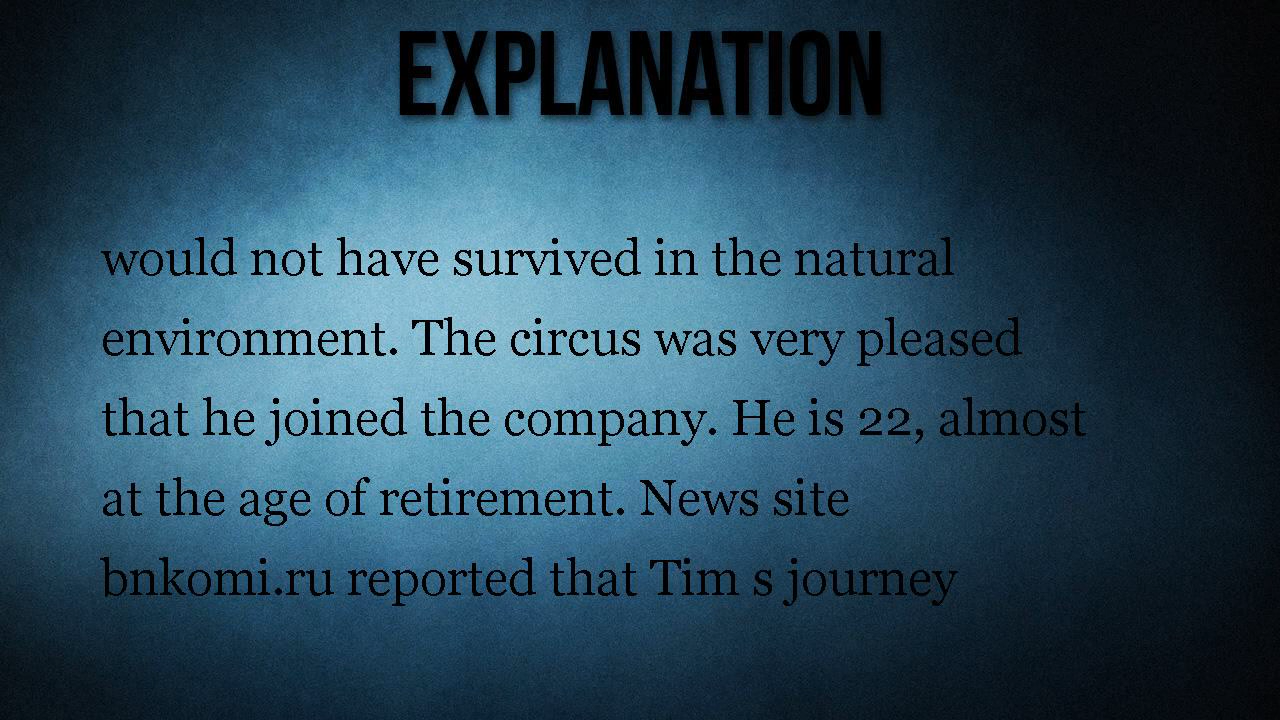 EXPLANATION
would not have survived in the natural
environment. The circus was very pleased
that he joined the company. He is 22, almost
at the age of retirement. News site
bnkomi.ru reported that Tim s journey